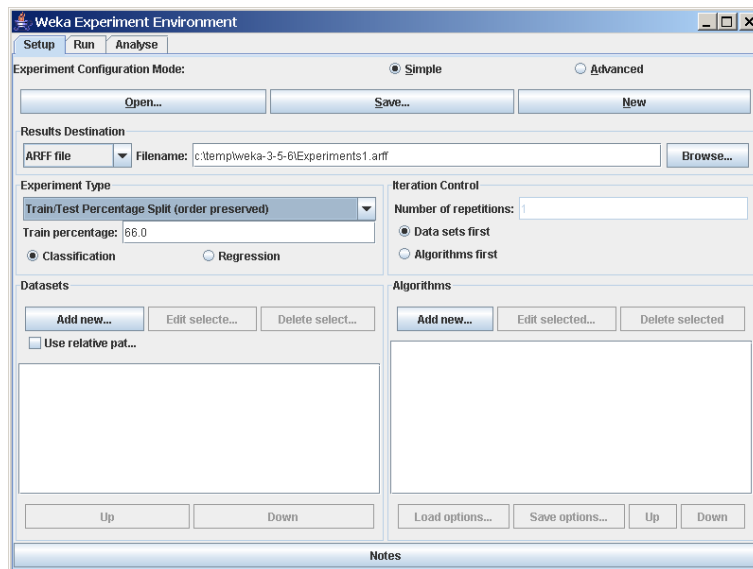 Weka Experiment Environment
Setup Run Analyse
Experiment Configuration Mode: Simple Advanced
Open... Save... New
Results Destination
ARFF file Filename: c:\temp\weka-3-5-6\Experiments1.arff Browse...
Experiment Type
Train/Test Percentage Split (order preserved)
Train percentage: 66.0
Classification Regression
Iteration Control
Number of repetitions: 1
Data sets first
Algorithms first
Datasets
Add new... Edit selecte... Delete select...
Use relative pat...
Up Down
Algorithms
Add new... Edit selected... Delete selected
Load options... Save options... Up Down
Notes